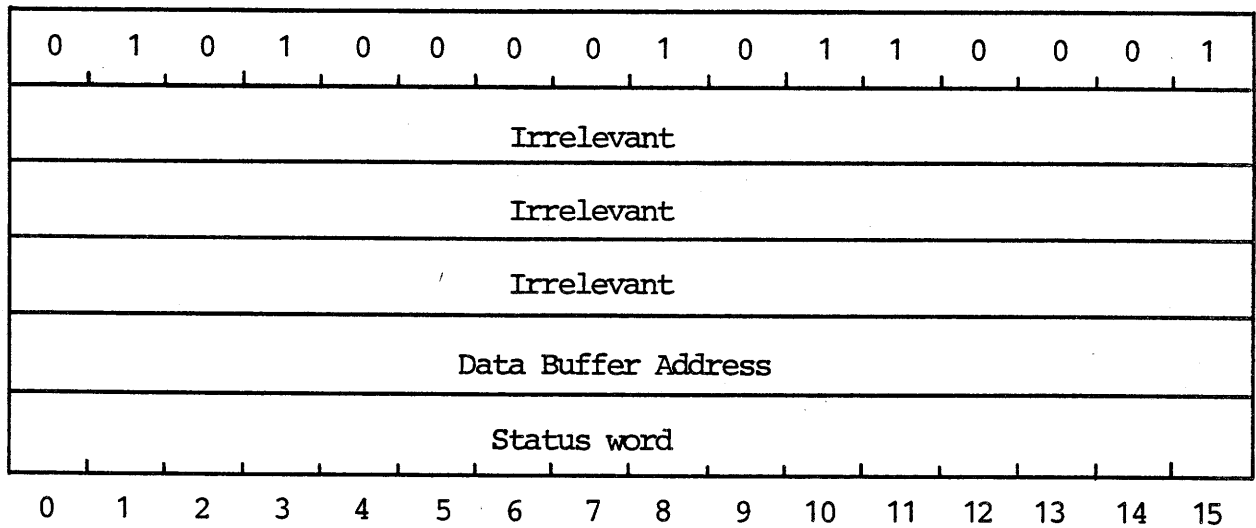 0 1 0 1 0 0 0 0 1 0 1 1 0 0 0 1
Irrelevant
Irrelevant
Irrelevant
Data Buffer Address
Status word
0 1 2 3 4 5 6 7 8 9 10 11 12 13 14 15